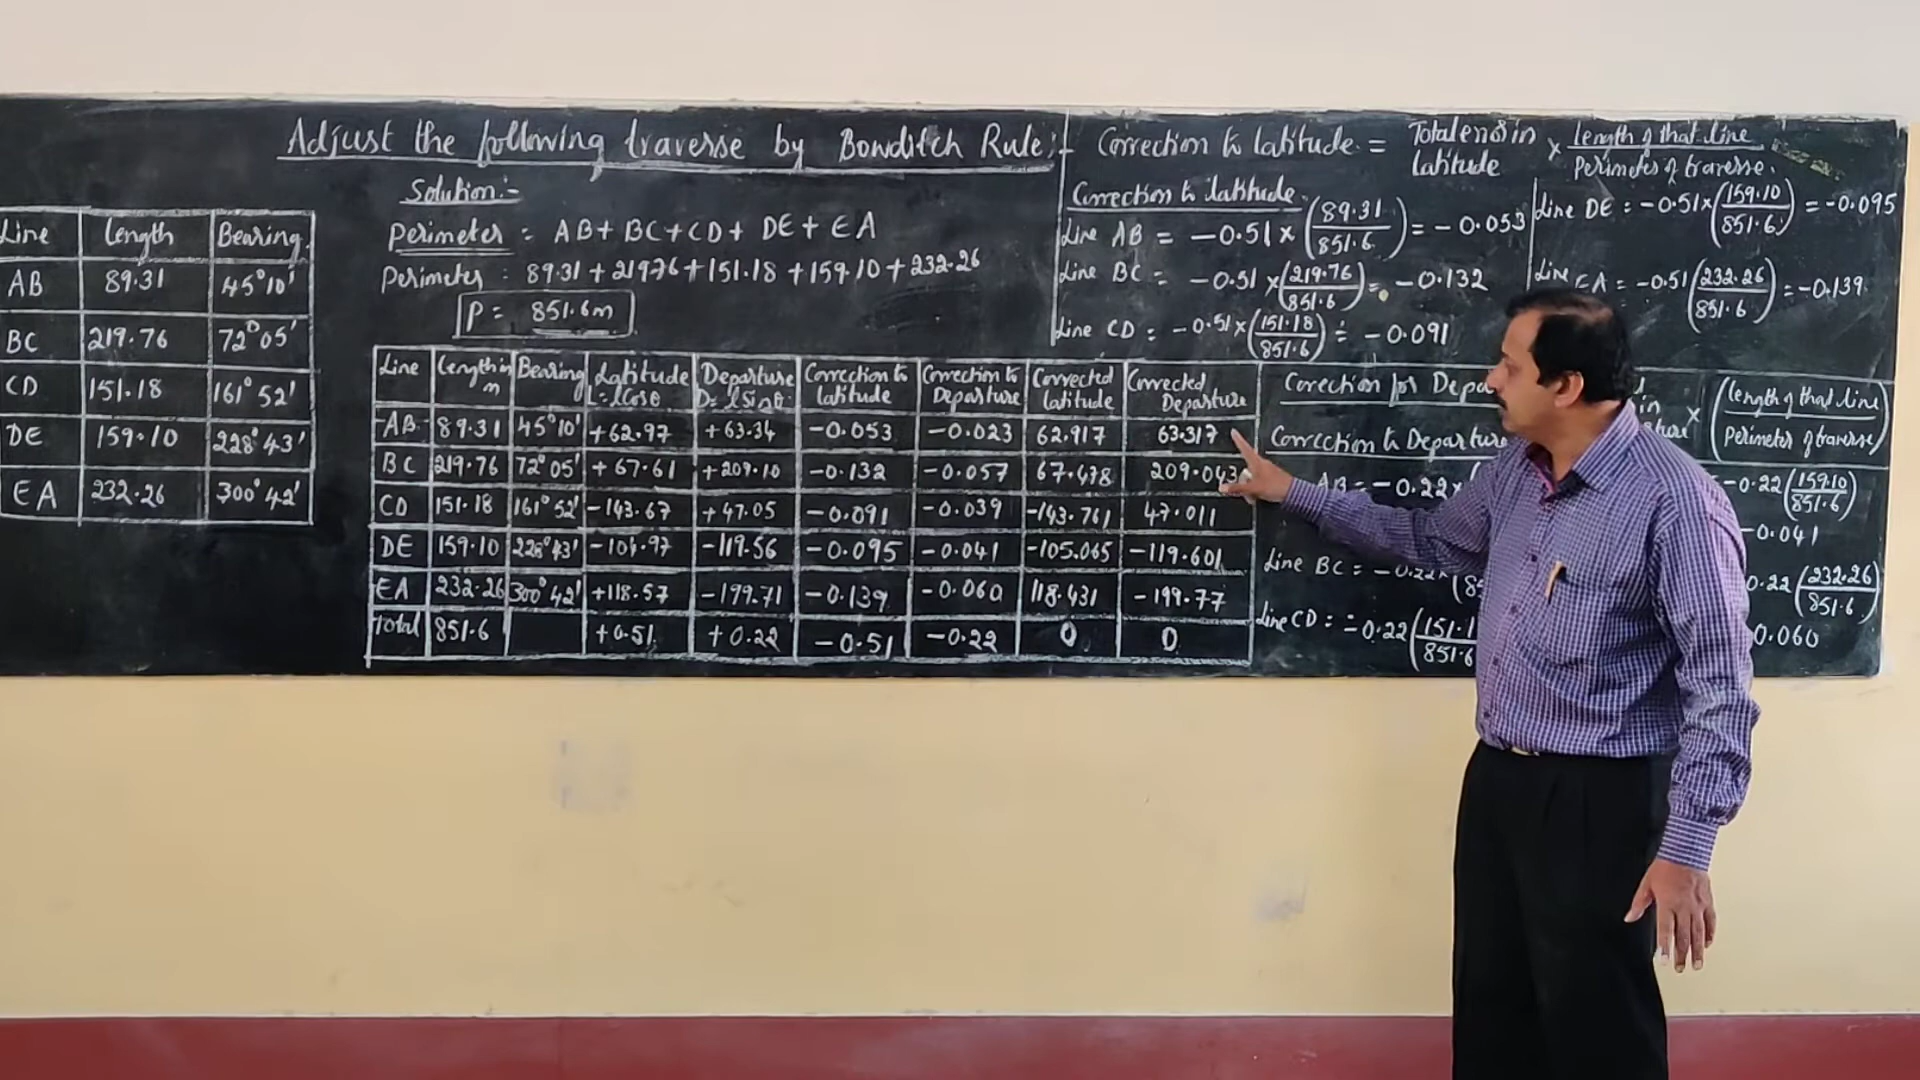 Adjust the following traverse by Bowditch Rule:-
Line Length Bearing.
AB 89.31 45°10'
BC 219.76 72°05'
CD 151.18 161°52'
DE 159.10 228°43'
EA 232.26 300°42'
Solution:-
Perimeter = AB+ BC+CD+ DE+ EA
Perimeter : 89.31 + 219.76 + 151.18 + 159.10 + 232.26
P = 851.6m
Line Length in m Bearing Latitude L=lcosθ Departure D=lsinθ Correction to latitude Correction to Departure Corrected latitude Corrected Departure
AB 89.31 45°10' +62.97 +63.34 -0.053 -0.023 62.917 63.317
BC 219.76 72°05' +67.61 +209.10 -0.132 -0.057 67.478 209.043
CD 151.18 161°52' -143.67 +47.05 -0.091 -0.039 -143.761 47.011
DE 159.10 228°43' -104.97 -119.56 -0.095 -0.041 -105.065 -119.601
EA 232.26 300°42' +118.57 -199.71 -0.139 -0.060 118.431 -199.77
Total 851.6 +0.51 +0.22 -0.51 -0.22 0 0
Correction to latitude = Total error in latitude × length of that line / Perimeter of traverse.
Correction to latitude
Line AB = -0.51 × (89.31/851.6) = -0.053
Line BC = -0.51 × (219.76/851.6) = -0.132
Line CD = -0.51 × (151.18/851.6) = -0.091
Line DE = -0.51 × (159.10/851.6) = -0.095
Line EA = -0.51 (232.26/851.6) = -0.139
Correction for Depar
in × (length of that line / Perimeter of traverse)
Correction to Departure
AB = -0.22×
Line BC = -0.22×
Line CD = -0.22 (151.1 / 851.6
-0.22 (159.10/851.6)
-0.041
0.22 (232.26/851.6)
0.060